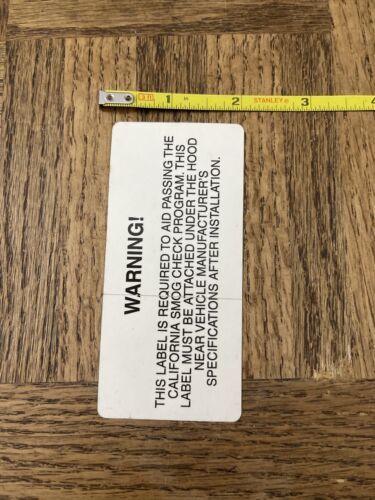 1 2 STANLEY® 3 4
WARNING!
THIS LABEL IS REQUIRED TO AID PASSING THE
CALIFORNIA SMOG CHECK PROGRAM. THIS
LABEL MUST BE ATTACHED UNDER THE HOOD
NEAR VEHICLE MANUFACTURER'S
SPECIFICATIONS AFTER INSTALLATION.